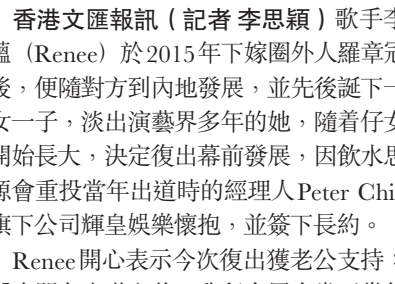 香港文匯報訊（記者 李思穎）歌手李
蘊（Renee）於2015年下嫁圈外人羅章冠
後，便隨對方到內地發展，並先後誕下一
女一子，淡出演藝界多年的她，隨着仔女
開始長大，決定復出幕前發展，因飲水思
源會重投當年出道時的經理人Peter Chi
旗下公司輝皇娛樂懷抱，並簽下長約。
Renee開心表示今次復出獲老公支持：